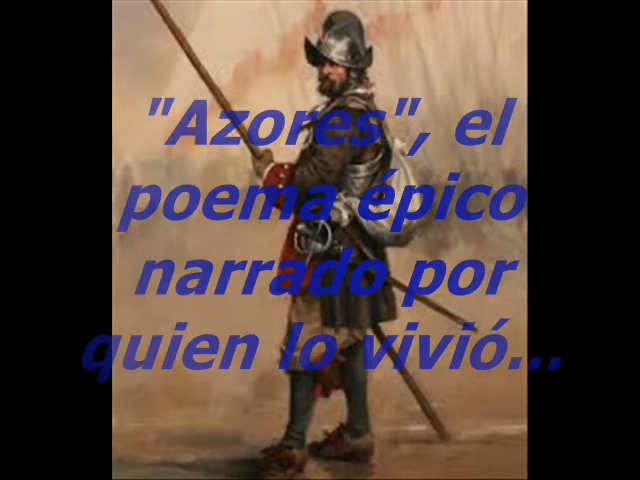 "Azores", el
poema épico
narrado por
quien lo vivió...